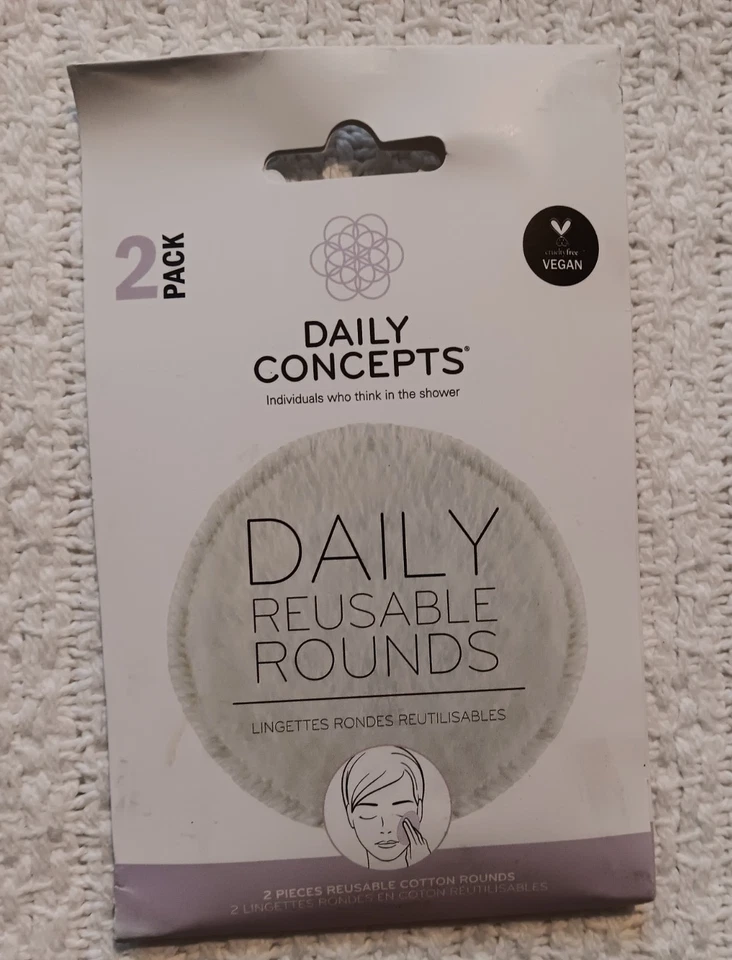 2
PACK
cruelty free
VEGAN
DAILY
CONCEPTS®
Individuals who think in the shower
DAILY
REUSABLE
ROUNDS
LINGETTES RONDES REUTILISABLES
2 PIECES REUSABLE COTTON ROUNDS
2 LINGETTES RONDES EN COTON RÉUTILISABLES